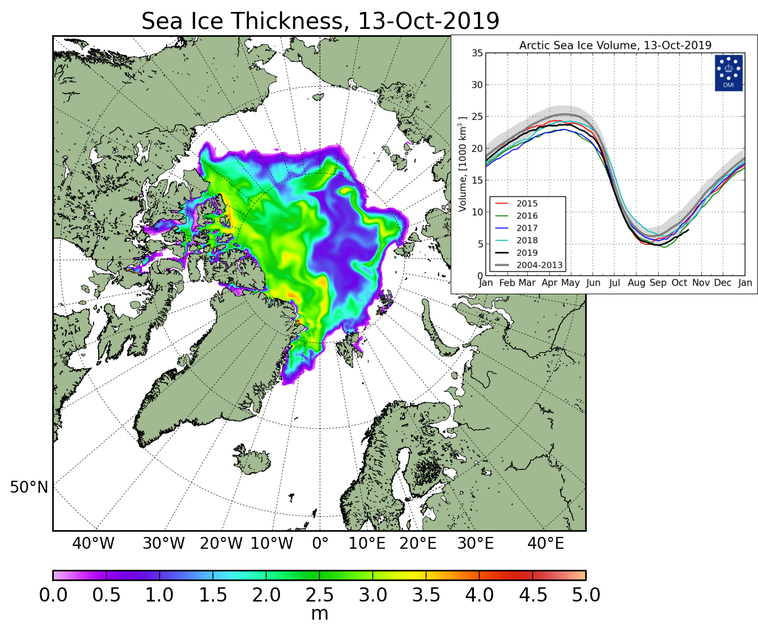 Sea Ice Thickness, 13-Oct-2019
Arctic Sea Ice Volume, 13-Oct-2019
Volume, [1000 km³]
35
30
25
20
15
10
5
0
DMI
2015
2016
2017
2018
2019
2004-2013
Jan Feb Mar Apr May Jun Jul Aug Sep Oct Nov Dec Jan
50°N
40°W 30°W 20°W 10°W 0° 10°E 20°E 30°E 40°E
0.0 0.5 1.0 1.5 2.0 2.5 3.0 3.5 4.0 4.5 5.0
m